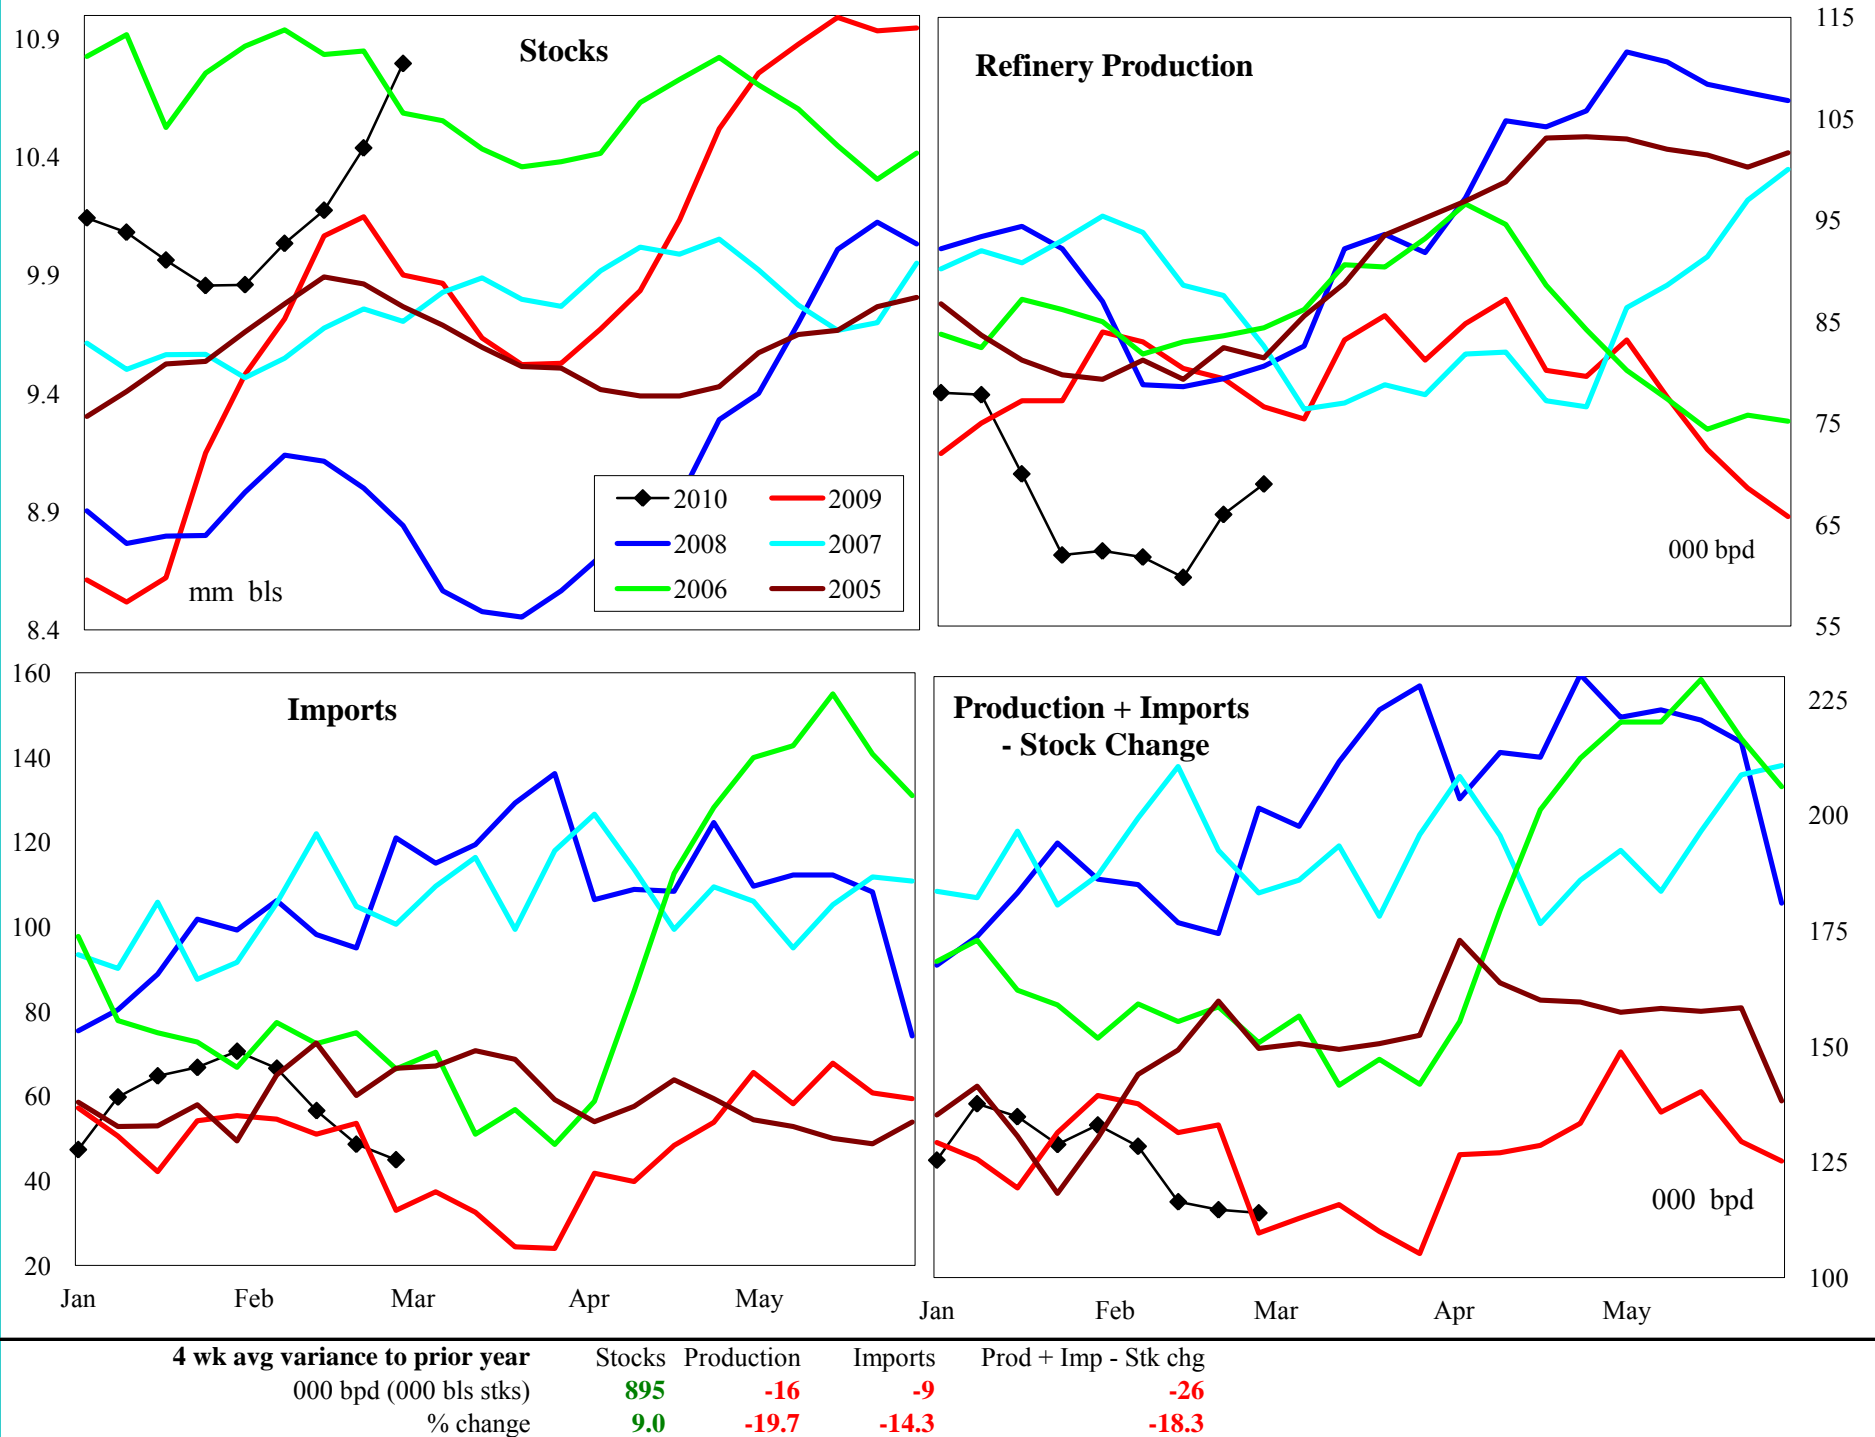 Stocks
10.9
10.4
9.9
9.4
8.9
8.4
mm bls
2010 2009
2008 2007
2006 2005
Refinery Production
115
105
95
85
75
65
55
000 bpd
Imports
160
140
120
100
80
60
40
20
Jan Feb Mar Apr May
Production + Imports
- Stock Change
225
200
175
150
125
100
000 bpd
Jan Feb Mar Apr May
4 wk avg variance to prior year Stocks Production Imports Prod + Imp - Stk chg
000 bpd (000 bls stks) 895 -16 -9 -26
% change 9.0 -19.7 -14.3 -18.3